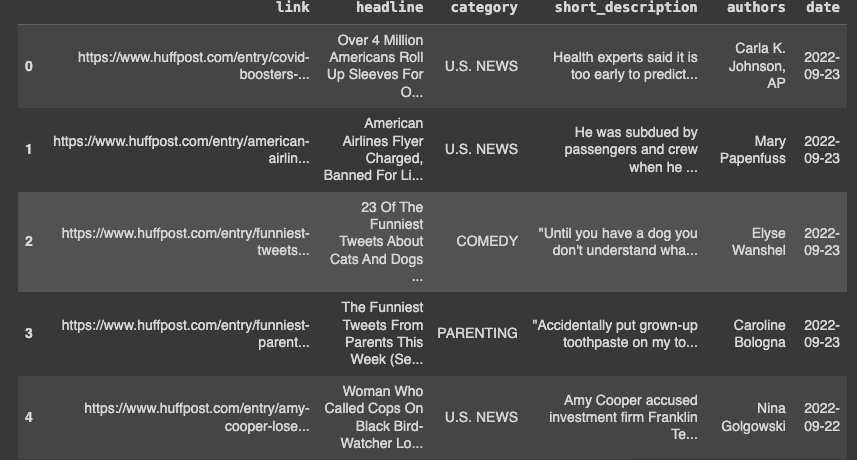 link headline category short_description authors date
0 https://www.huffpost.com/entry/covid-boosters-... Over 4 Million Americans Roll Up Sleeves For O... U.S. NEWS Health experts said it is too early to predict... Carla K. Johnson, AP 2022-09-23
1 https://www.huffpost.com/entry/american-airlin... American Airlines Flyer Charged, Banned For Li... U.S. NEWS He was subdued by passengers and crew when he ... Mary Papenfuss 2022-09-23
2 https://www.huffpost.com/entry/funniest-tweets... 23 Of The Funniest Tweets About Cats And Dogs ... COMEDY "Until you have a dog you don't understand wha... Elyse Wanshel 2022-09-23
3 https://www.huffpost.com/entry/funniest-parent... The Funniest Tweets From Parents This Week (Se... PARENTING "Accidentally put grown-up toothpaste on my to... Caroline Bologna 2022-09-23
4 https://www.huffpost.com/entry/amy-cooper-lose... Woman Who Called Cops On Black Bird-Watcher Lo... U.S. NEWS Amy Cooper accused investment firm Franklin Te... Nina Golgowski 2022-09-22